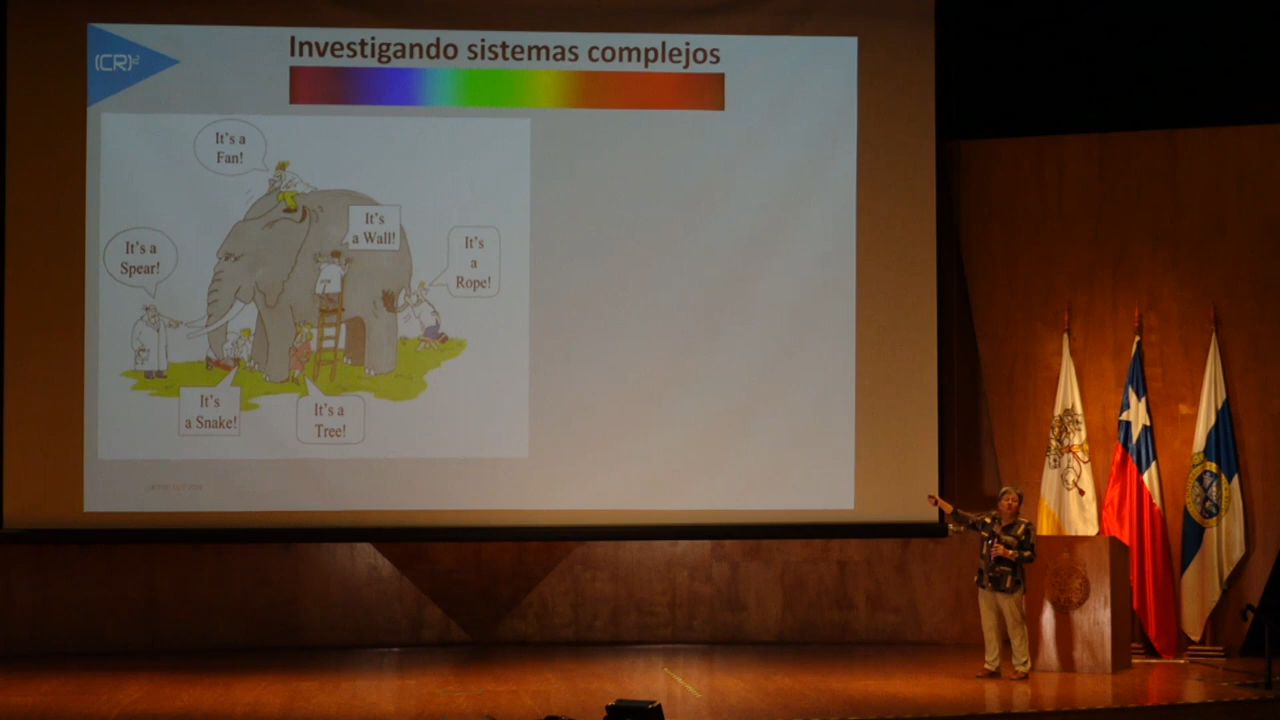 (CR)²
Investigando sistemas complejos
It's a
Fan!
It's
a Wall!
It's a
Spear!
It's
a
Rope!
It's
a Snake!
It's a
Tree!